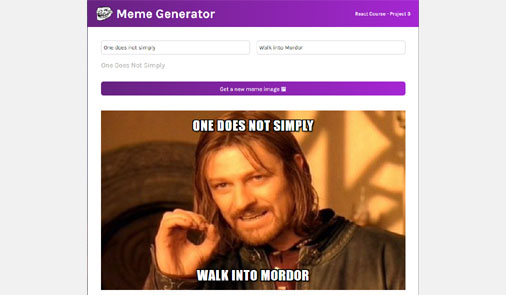 Meme Generator
React Course - Project 3
One does not simply
Walk into Mordor
One Does Not Simply
Get a new meme image
ONE DOES NOT SIMPLY
WALK INTO MORDOR